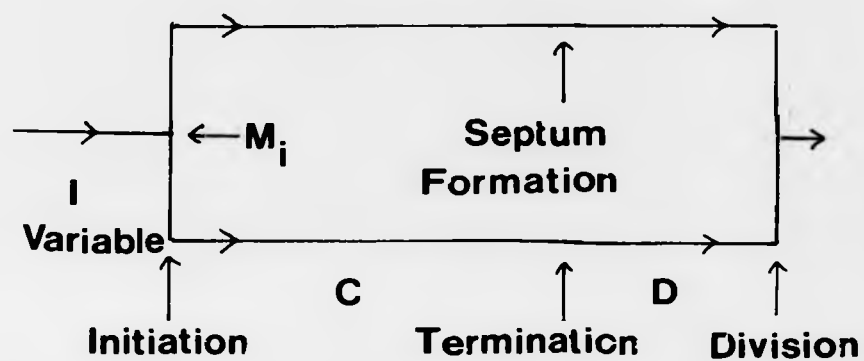 Mi
Septum
Formation
I
Variable
C
D
Initiation
Termination
Division